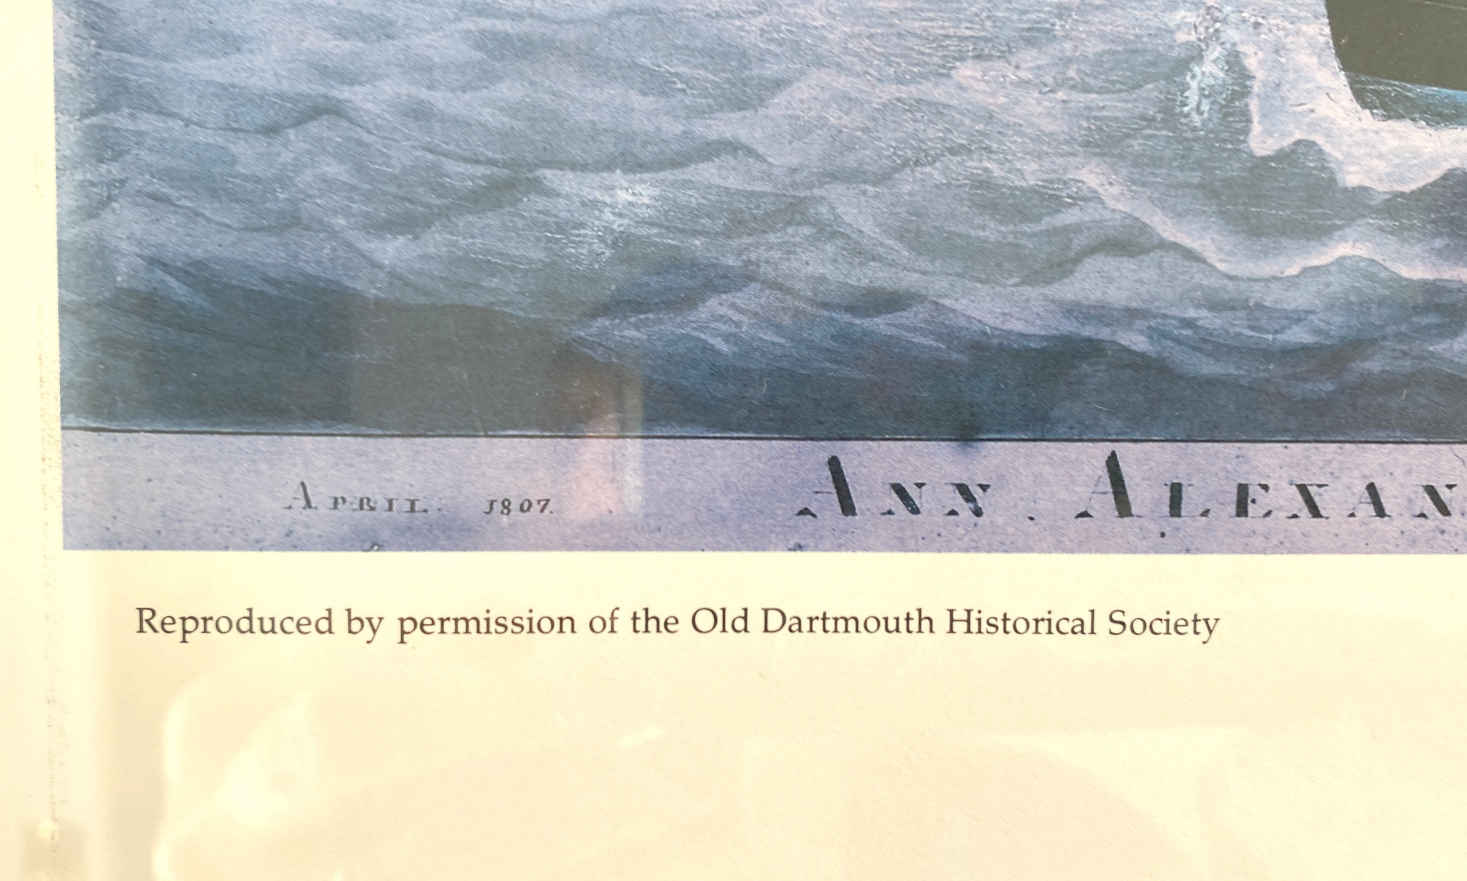 APRIL. 1807.
ANN. ALEXAN
Reproduced by permission of the Old Dartmouth Historical Society